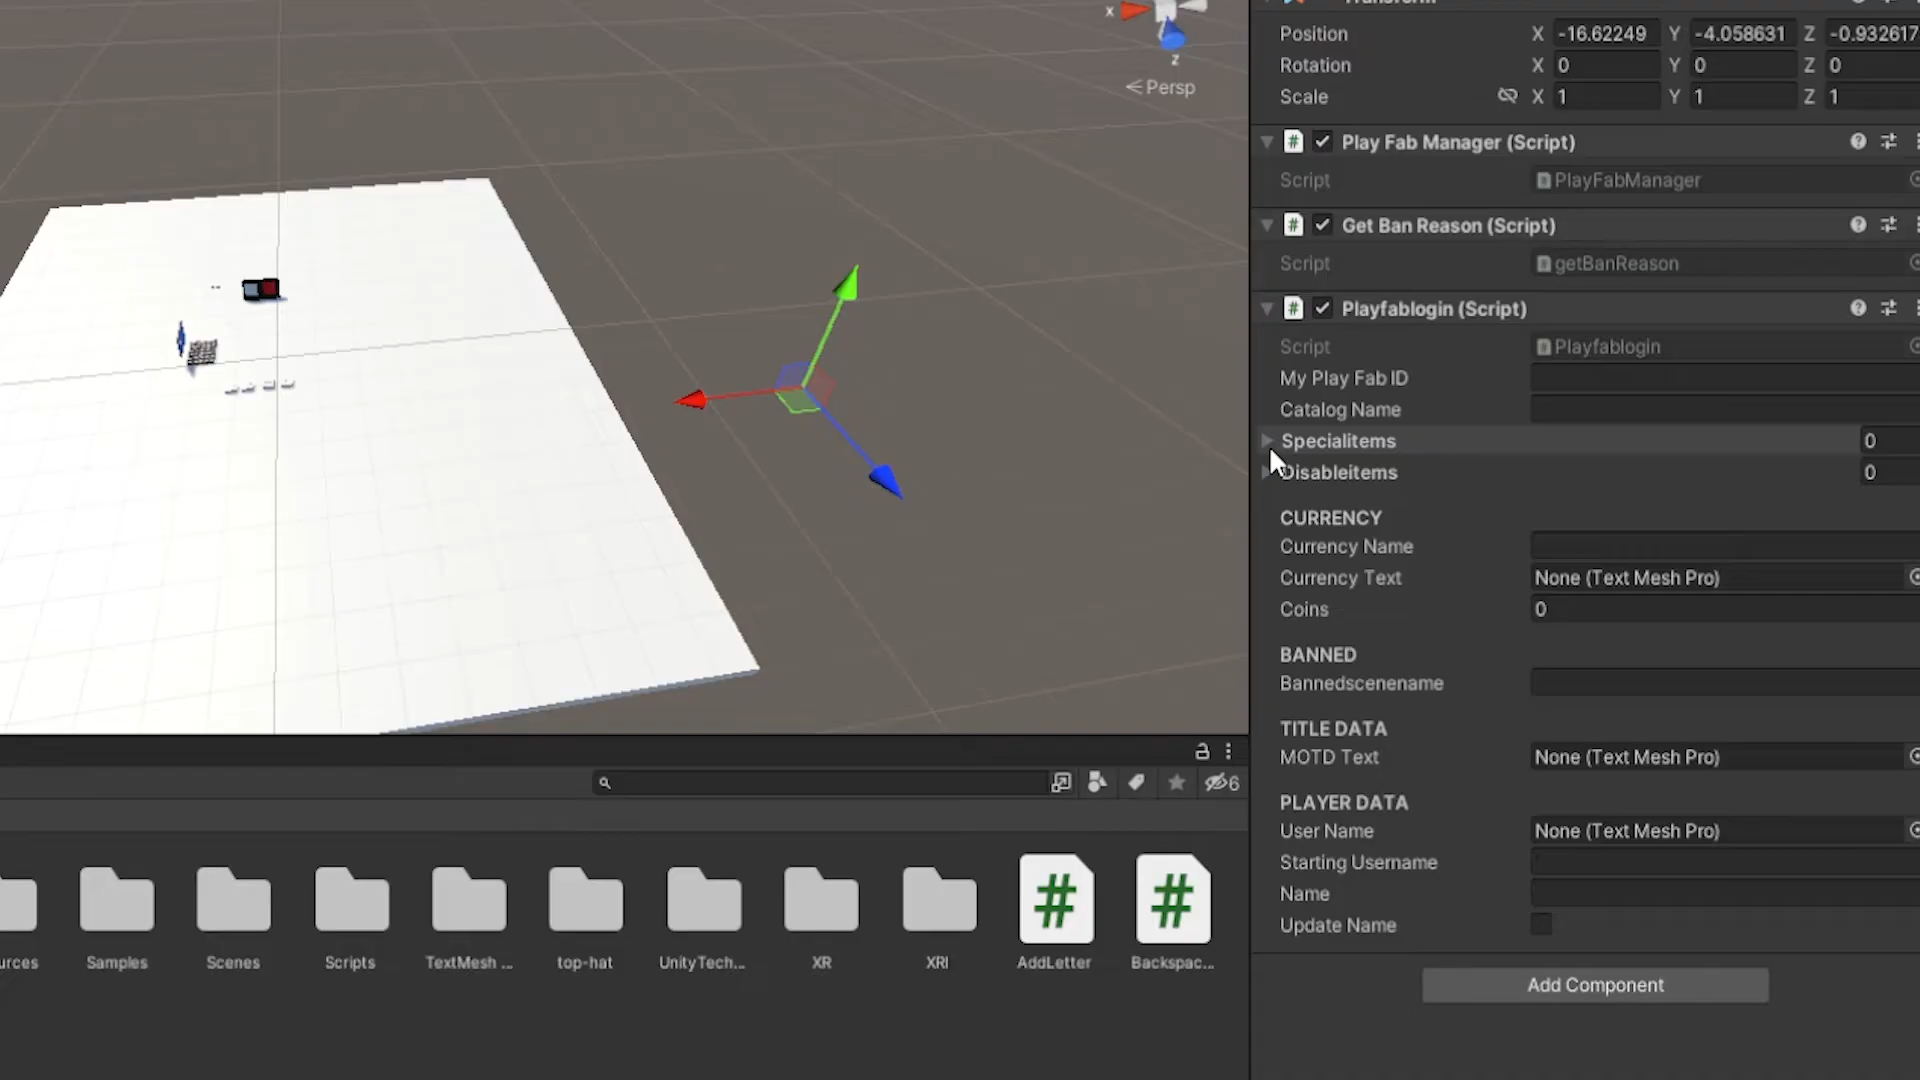 Transform
x
z
Persp
Position X -16.62249 Y -4.058631 Z -0.932617
Rotation X 0 Y 0 Z 0
Scale X 1 Y 1 Z 1
# Play Fab Manager (Script)
Script PlayFabManager
# Get Ban Reason (Script)
Script getBanReason
# Playfablogin (Script)
Script Playfablogin
My Play Fab ID
Catalog Name
Specialitems 0
Disableitems 0
CURRENCY
Currency Name
Currency Text None (Text Mesh Pro)
Coins 0
BANNED
Bannedscenename
TITLE DATA
MOTD Text None (Text Mesh Pro)
PLAYER DATA
User Name None (Text Mesh Pro)
Starting Username
Name
Update Name
Add Component
6
# #
urces Samples Scenes Scripts TextMesh ... top-hat UnityTech... XR XRI AddLetter Backspac...